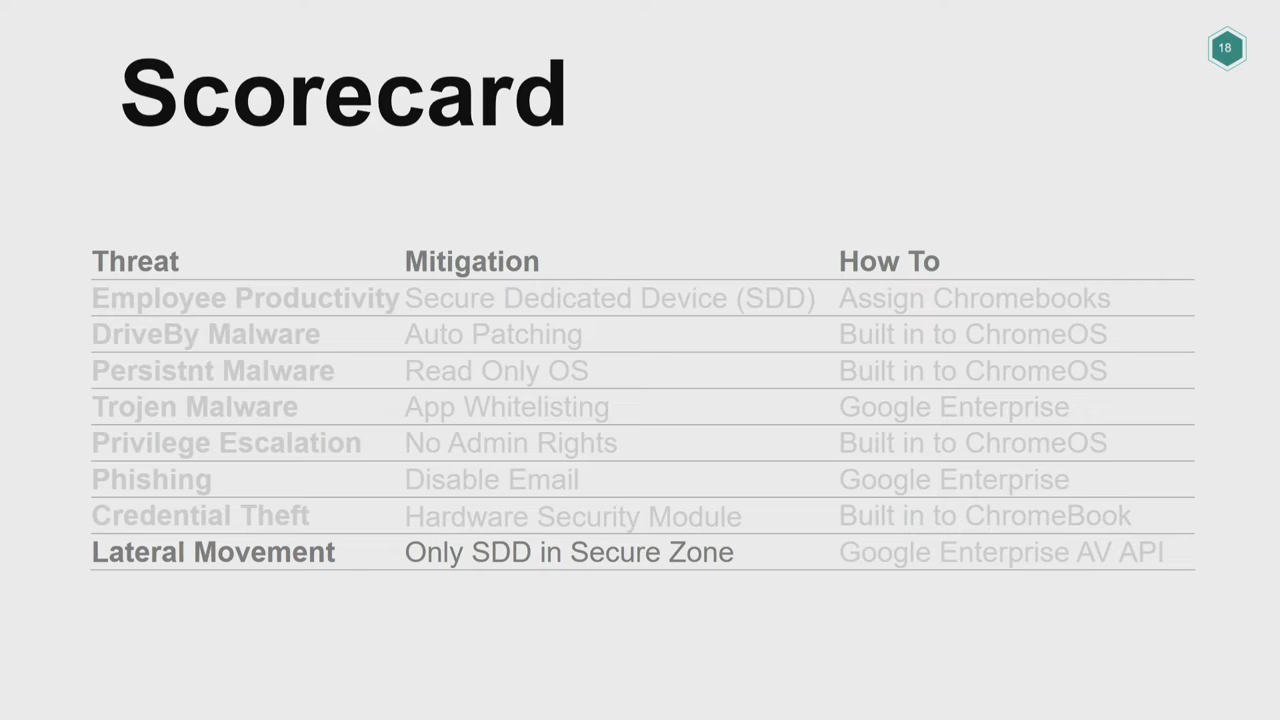 18
Scorecard
Threat Mitigation How To
Employee Productivity Secure Dedicated Device (SDD) Assign Chromebooks
DriveBy Malware Auto Patching Built in to ChromeOS
Persistnt Malware Read Only OS Built in to ChromeOS
Trojen Malware App Whitelisting Google Enterprise
Privilege Escalation No Admin Rights Built in to ChromeOS
Phishing Disable Email Google Enterprise
Credential Theft Hardware Security Module Built in to ChromeBook
Lateral Movement Only SDD in Secure Zone Google Enterprise AV API